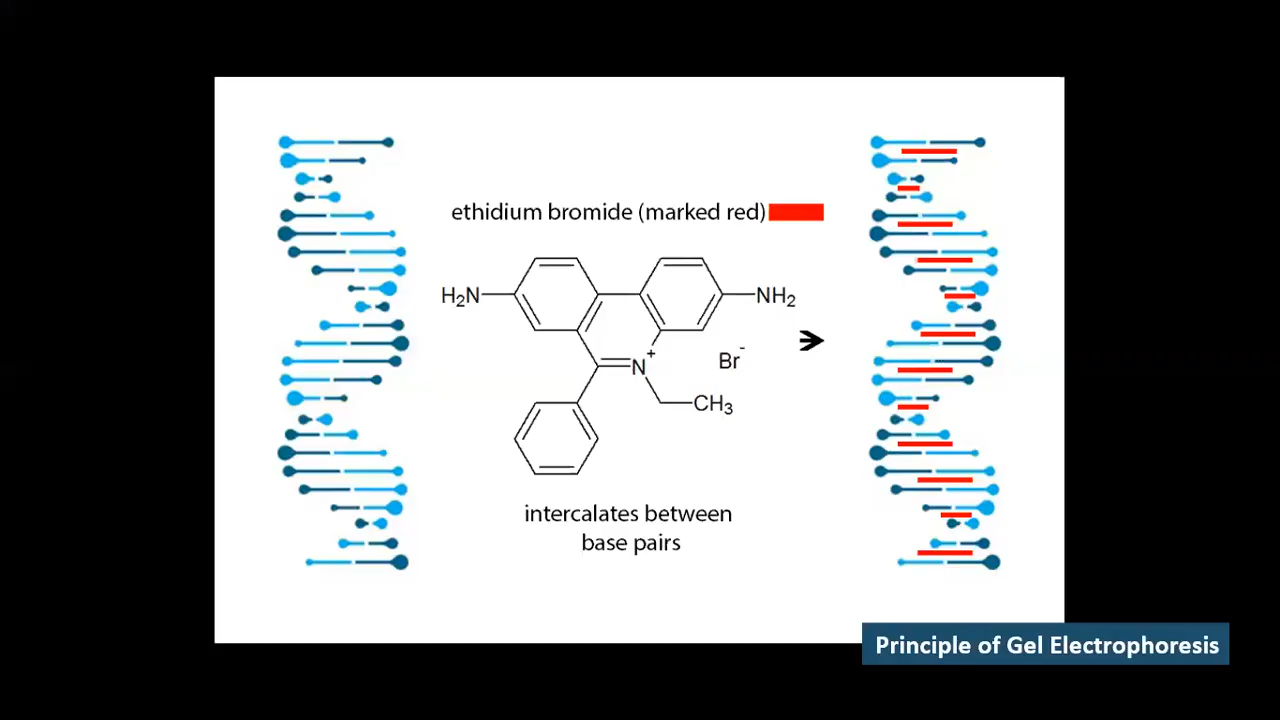 ethidium bromide (marked red)
H₂N
NH₂
N⁺
Br⁻
CH₃
intercalates between
base pairs
Principle of Gel Electrophoresis